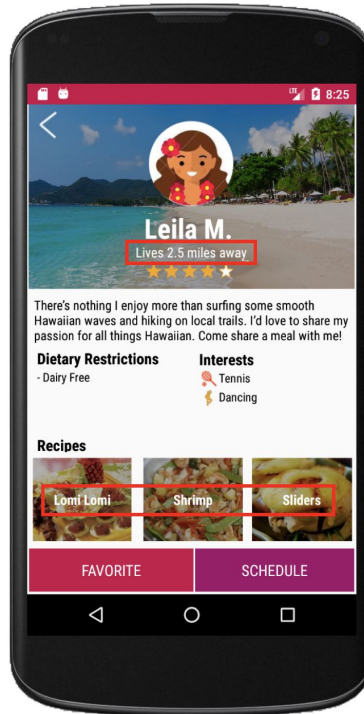 LTE 8:25
Leila M.
Lives 2.5 miles away
There's nothing I enjoy more than surfing some smooth
Hawaiian waves and hiking on local trails. I'd love to share my
passion for all things Hawaiian. Come share a meal with me!
Dietary Restrictions
- Dairy Free
Interests
Tennis
Dancing
Recipes
Lomi Lomi Shrimp Sliders
FAVORITE SCHEDULE